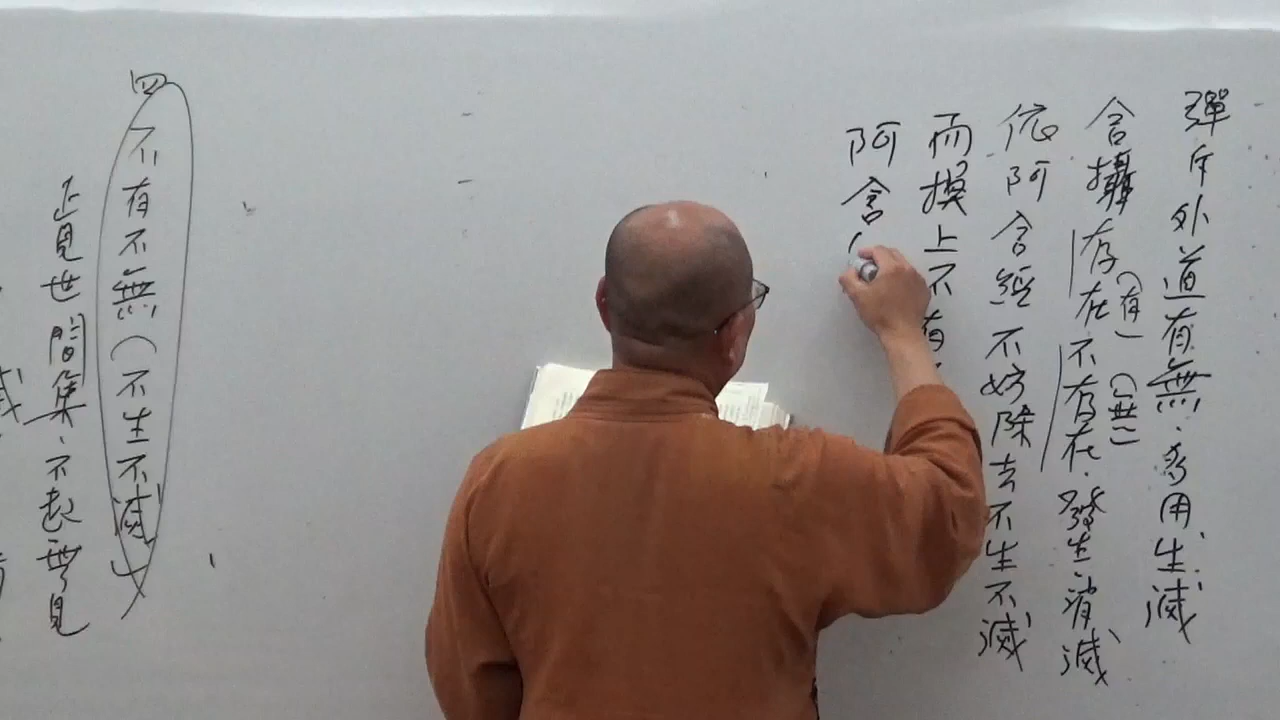 彈斥外道有無.多用生滅
含攝存在不存在.發生.消滅
(有) (無)
依阿含經不妨除去不生不滅
而換上不有
阿含
四不有不無(不生不滅)
正見世間集.不起無見
滅